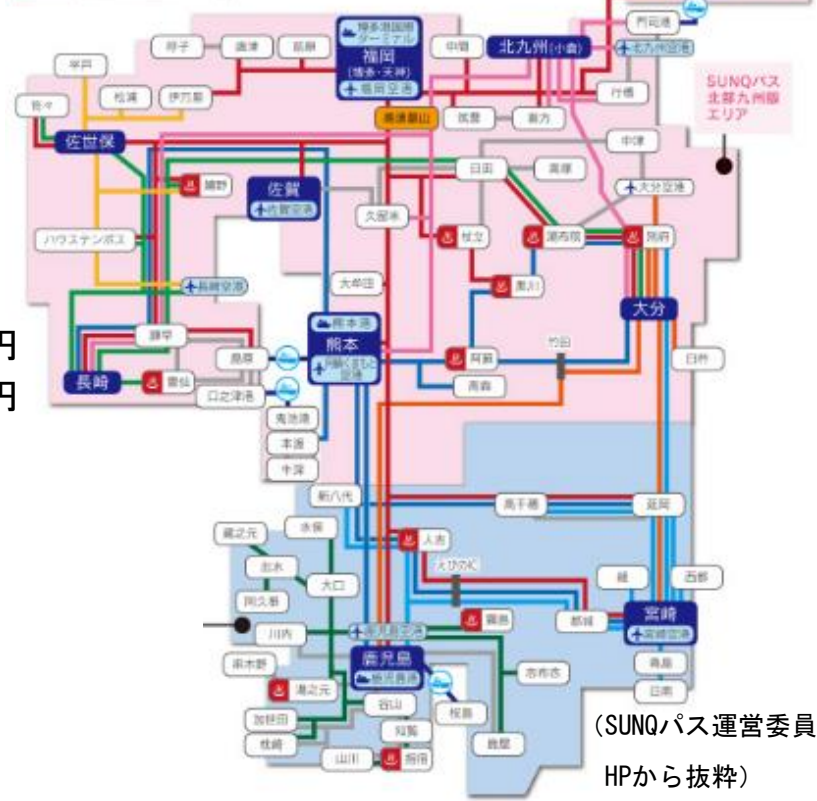 博多港国際
ターミナル
福岡
(博多・天神)
福岡空港
北九州(小倉)
北九州空港
門司港
呼子
唐津
前原
中間
行橋
平戸
松浦
伊万里
筑豊
直方
SUNQパス
北部九州版
エリア
佐々
佐世保
中津
日田
高塚
嬉野
佐賀
佐賀空港
久留米
大分空港
杖立
湯布院
別府
ハウステンボス
長崎空港
大牟田
黒川
大分
熊本港
熊本
阿蘇くまもと
空港
諫早
竹田
島原
阿蘇
臼杵
円
円
長崎
雲仙
口之津港
高森
鬼池港
本渡
牛深
新八代
高千穂
延岡
蔵之元
水俣
人吉
えびのIC
出水
大口
西都
阿久根
宮崎
宮崎空港
川内
鹿児島空港
霧島
都城
串木野
鹿児島
鹿児島港
志布志
日南
湯之元
谷山
桜島
加世田
知覧
枕崎
鹿屋
山川
指宿
(SUNQパス運営委員
HPから抜粋)